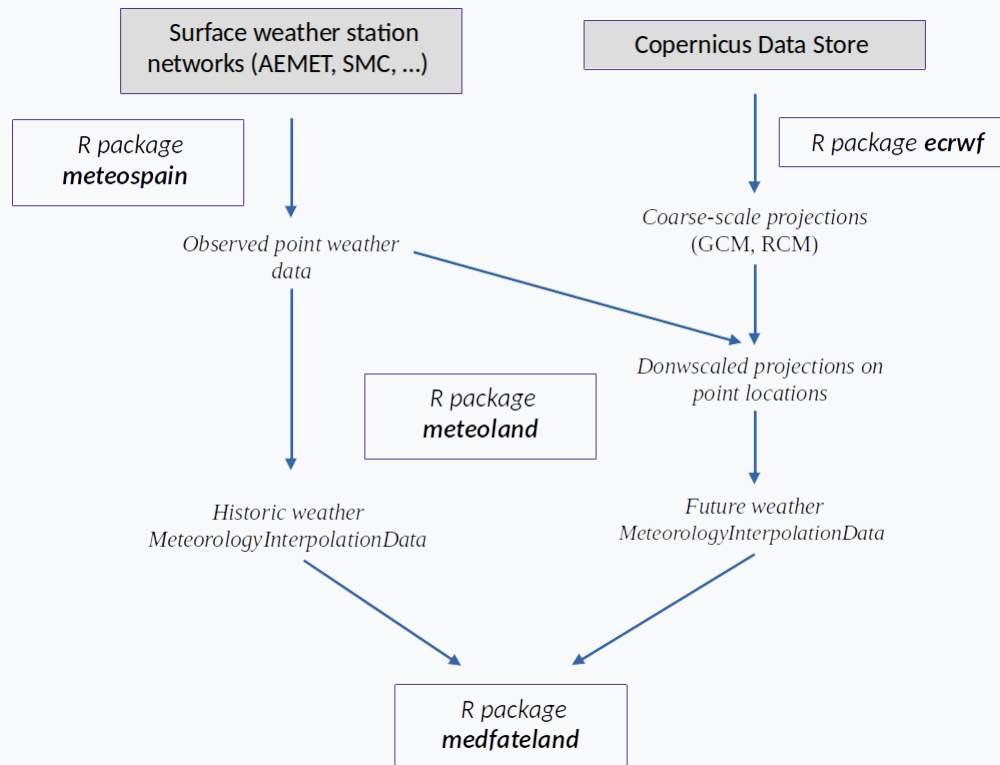 Surface weather station
networks (AEMET, SMC, ...)
Copernicus Data Store
R package
meteospain
R package ecrwf
Observed point weather
data
Coarse-scale projections
(GCM, RCM)
Donwscaled projections on
point locations
R package
meteoland
Historic weather
MeteorologyInterpolationData
Future weather
MeteorologyInterpolationData
R package
medfateland